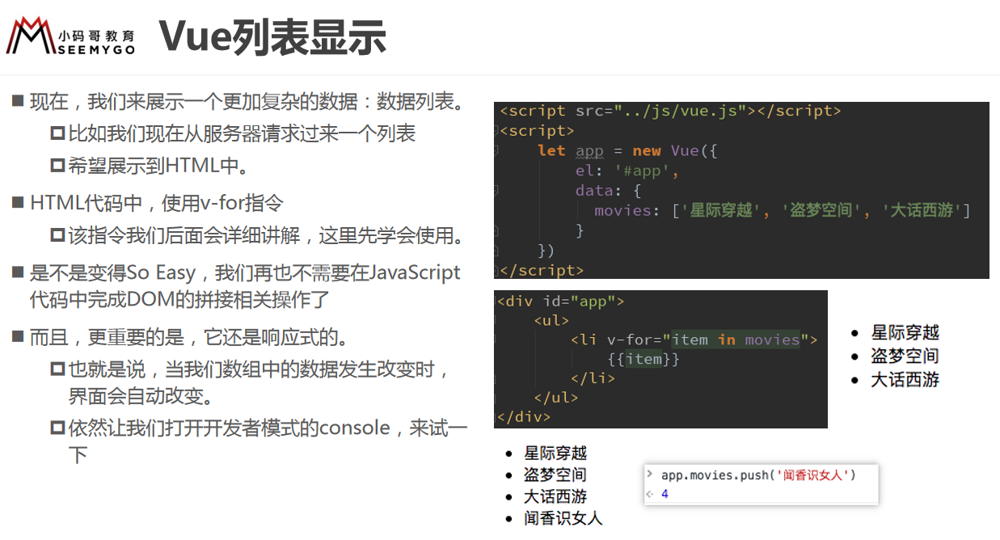 小码哥教育
SEEMYGO
Vue列表显示
现在，我们来展示一个更加复杂的数据：数据列表。
比如我们现在从服务器请求过来一个列表
希望展示到HTML中。
HTML代码中，使用v-for指令
该指令我们后面会详细讲解，这里先学会使用。
是不是变得So Easy，我们再也不需要在JavaScript
代码中完成DOM的拼接相关操作了
而且，更重要的是，它还是响应式的。
也就是说，当我们数组中的数据发生改变时，
界面会自动改变。
依然让我们打开开发者模式的console，来试一
下
<script src="../js/vue.js"></script>
<script>
let app = new Vue({
el: '#app',
data: {
movies: ['星际穿越', '盗梦空间', '大话西游']
}
})
</script>
<div id="app">
<ul>
<li v-for="item in movies">
{{item}}
</li>
</ul>
</div>
星际穿越
盗梦空间
大话西游
星际穿越
盗梦空间
大话西游
闻香识女人
> app.movies.push('闻香识女人')
4